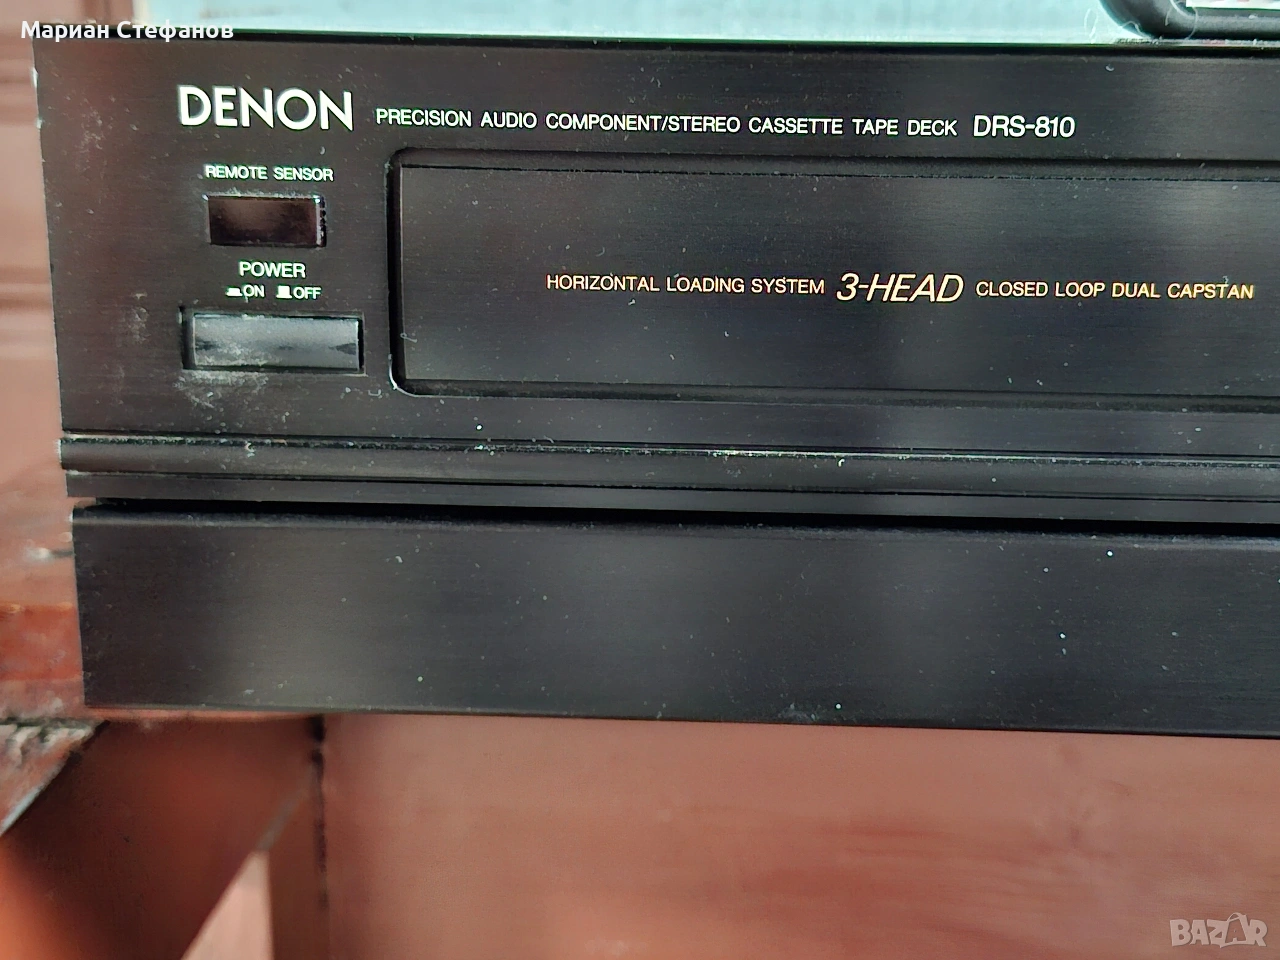 Мариан Стефанов
DENON PRECISION AUDIO COMPONENT/STEREO CASSETTE TAPE DECK DRS-810
REMOTE SENSOR
POWER
ON OFF
HORIZONTAL LOADING SYSTEM 3-HEAD CLOSED LOOP DUAL CAPSTAN
BAZAR